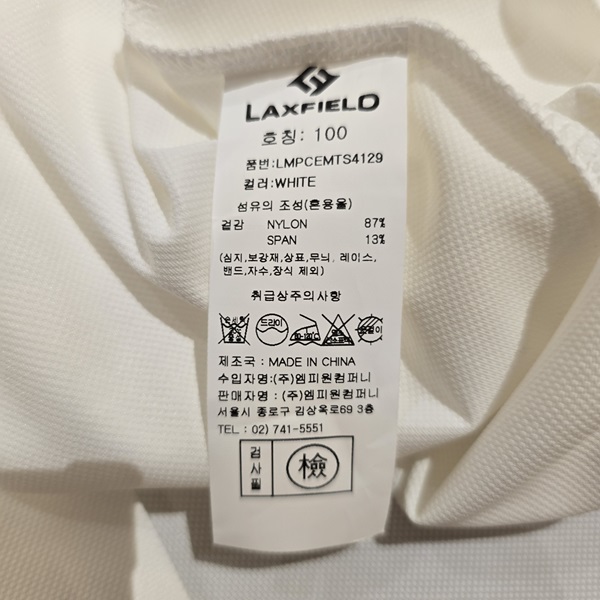 LAXFIELD
호칭: 100
품번:LMPCEMTS4129
컬러:WHITE
섬유의 조성(혼용율)
겉감 NYLON 87%
SPAN 13%
(심지,보강재,상표,무늬, 레이스,
밴드,자수,장식 제외)
취급상주의사항
드라이
제조국 : MADE IN CHINA
수입자명:(주)엠피원컴퍼니
판매자명 : (주)엠피원컴퍼니
서울시 종로구 김상옥로69 3층
TEL : 02) 741-5551
검사필
檢